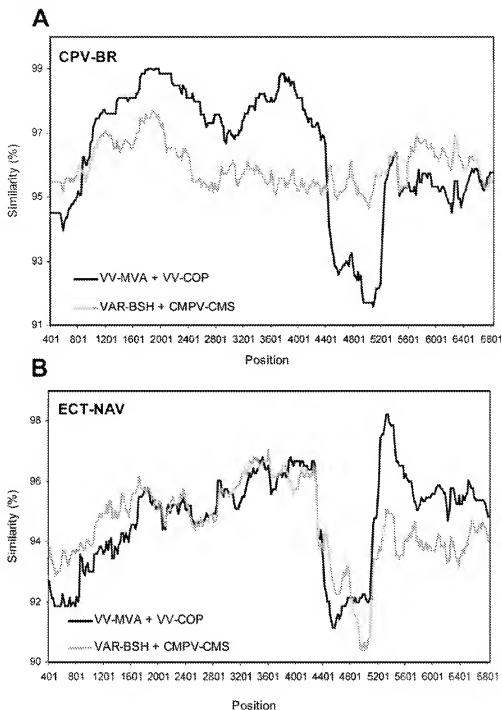 A
CPV-BR
99
97
95
93
91
Similarity (%)
VV-MVA + VV-COP
VAR-BSH + CMPV-CMS
401 801 1201 1601 2001 2401 2801 3201 3601 4001 4401 4801 5201 5601 6001 6401 6801
Position
B
ECT-NAV
98
96
94
92
90
Similarity (%)
VV-MVA + VV-COP
VAR-BSH + CMPV-CMS
401 801 1201 1601 2001 2401 2801 3201 3601 4001 4401 4801 5201 5601 6001 6401 6801
Position